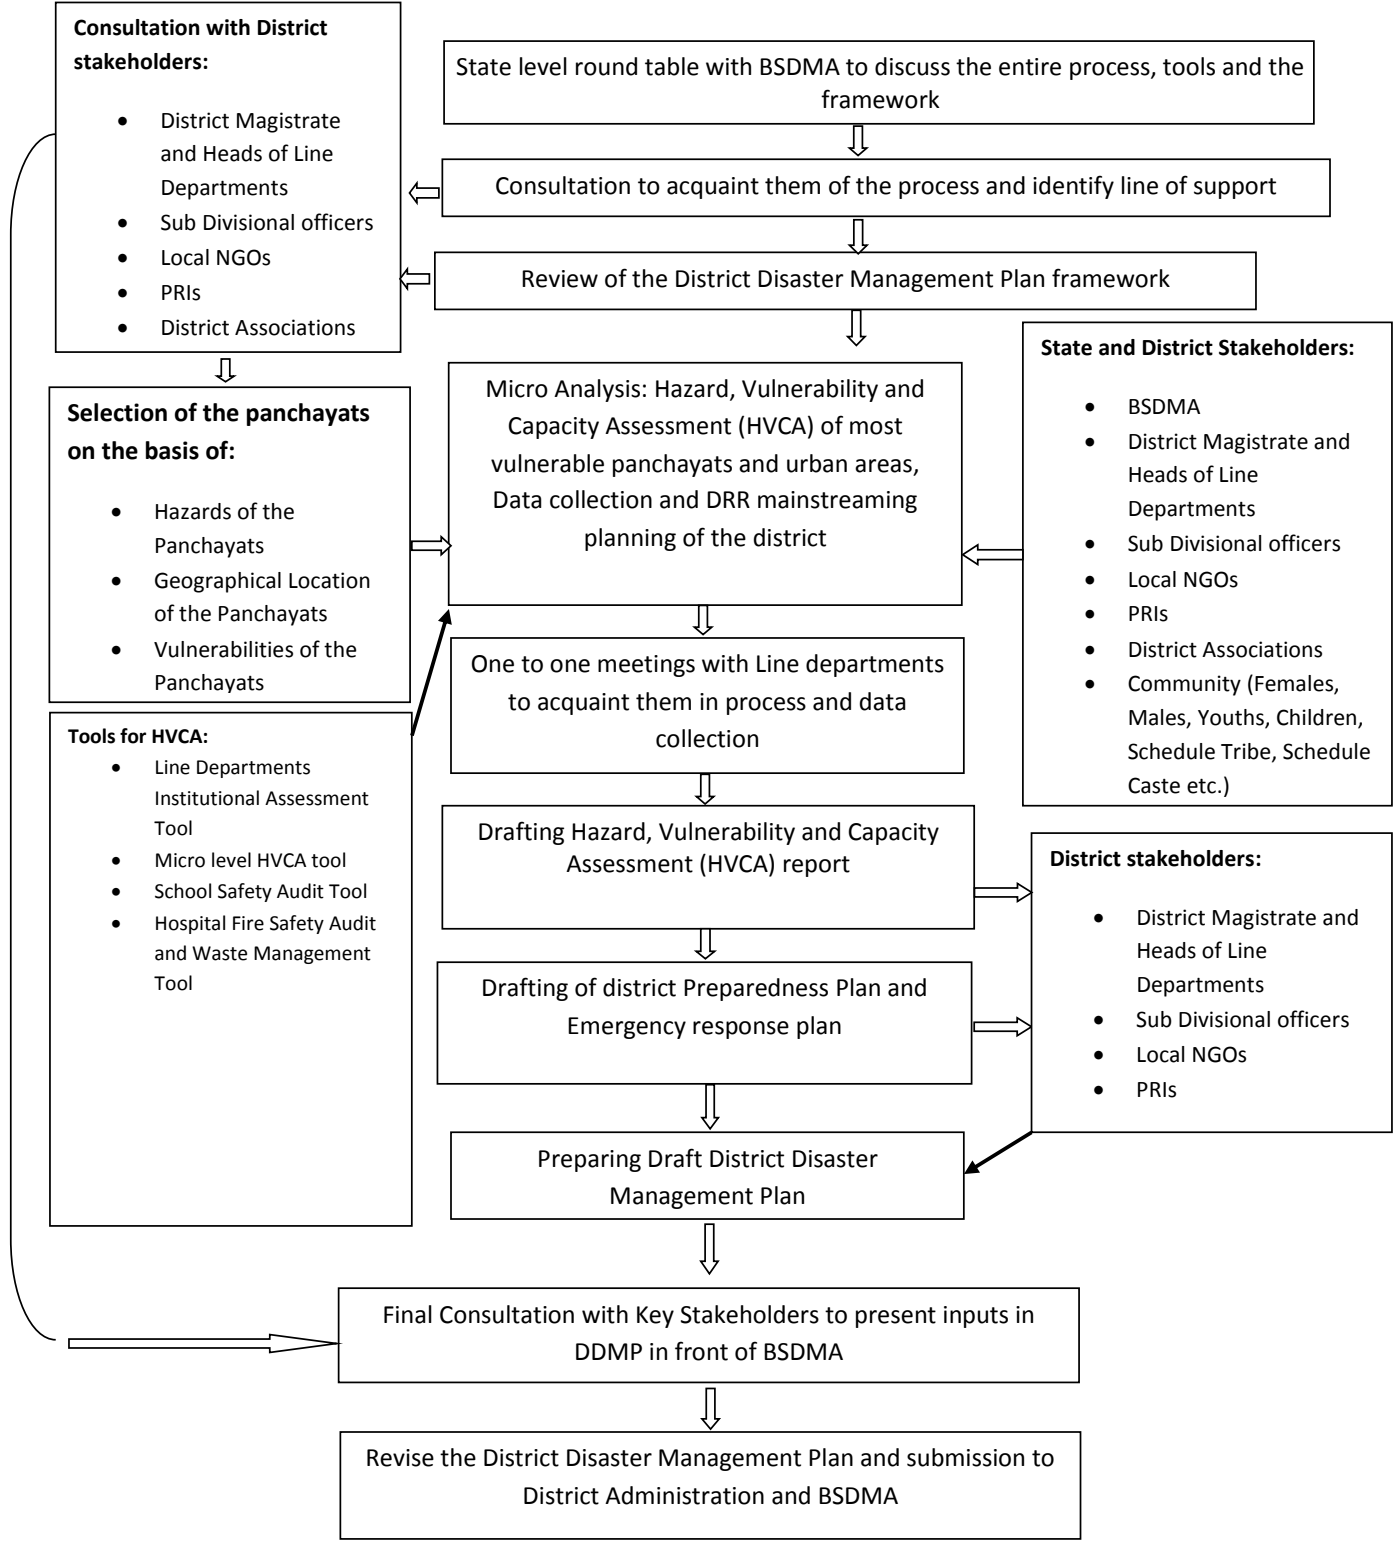 Consultation with District
stakeholders:
District Magistrate
and Heads of Line
Departments
Sub Divisional officers
Local NGOs
PRIs
District Associations
State level round table with BSDMA to discuss the entire process, tools and the
framework
Consultation to acquaint them of the process and identify line of support
Review of the District Disaster Management Plan framework
Selection of the panchayats
on the basis of:
Hazards of the
Panchayats
Geographical Location
of the Panchayats
Vulnerabilities of the
Panchayats
Micro Analysis: Hazard, Vulnerability and
Capacity Assessment (HVCA) of most
vulnerable panchayats and urban areas,
Data collection and DRR mainstreaming
planning of the district
State and District Stakeholders:
BSDMA
District Magistrate and
Heads of Line
Departments
Sub Divisional officers
Local NGOs
PRIs
District Associations
Community (Females,
Males, Youths, Children,
Schedule Tribe, Schedule
Caste etc.)
Tools for HVCA:
Line Departments
Institutional Assessment
Tool
Micro level HVCA tool
School Safety Audit Tool
Hospital Fire Safety Audit
and Waste Management
Tool
One to one meetings with Line departments
to acquaint them in process and data
collection
Drafting Hazard, Vulnerability and Capacity
Assessment (HVCA) report
District stakeholders:
District Magistrate and
Heads of Line
Departments
Sub Divisional officers
Local NGOs
PRIs
Drafting of district Preparedness Plan and
Emergency response plan
Preparing Draft District Disaster
Management Plan
Final Consultation with Key Stakeholders to present inputs in
DDMP in front of BSDMA
Revise the District Disaster Management Plan and submission to
District Administration and BSDMA